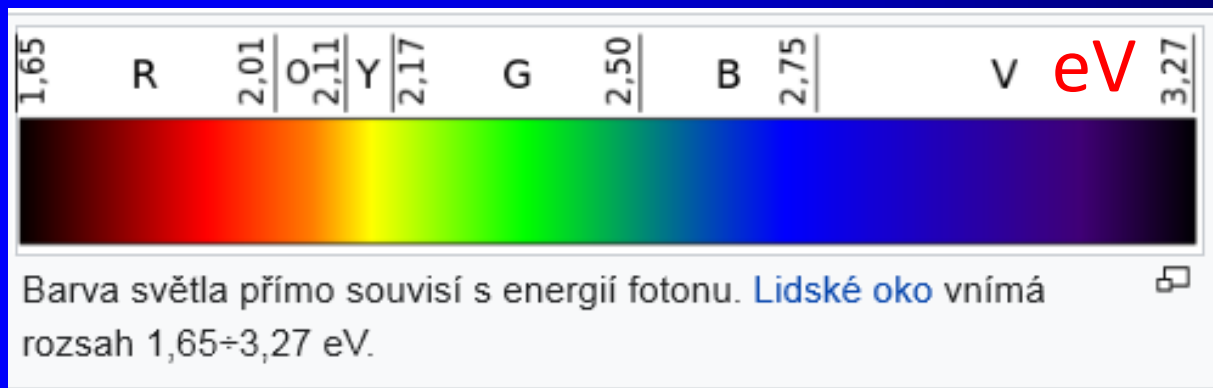 1,65 R 2,01 O 2,11 Y 2,17 G 2,50 B 2,75 V eV 3,27
Barva světla přímo souvisí s energií fotonu. Lidské oko vnímá
rozsah 1,65÷3,27 eV.